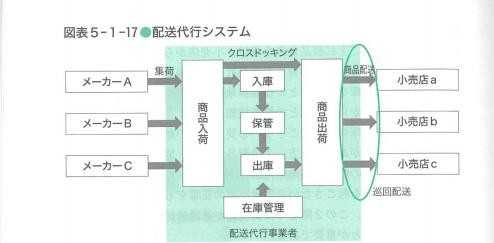 図表5-1-17●配送代行システム
クロスドッキング
集荷
商品配送
メーカーA
メーカーB
メーカーC
商品入荷
入庫
保管
出庫
在庫管理
商品出荷
小売店a
小売店b
小売店c
巡回配送
配送代行事業者